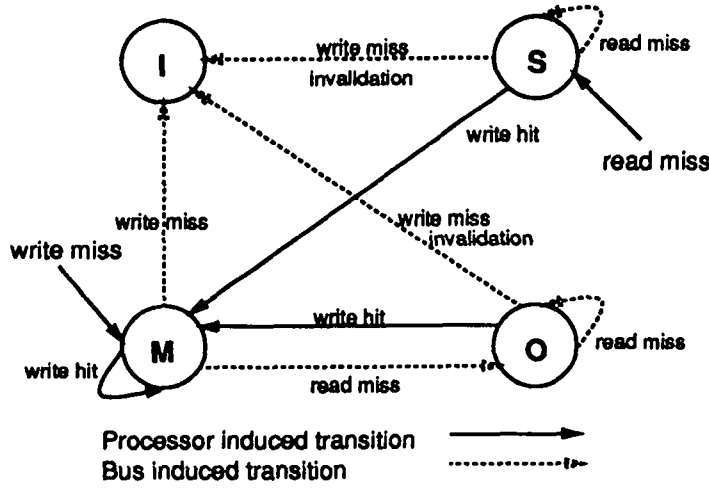 I
write miss
invalidation
S
read miss
write hit
read miss
write miss
write miss
invalidation
write miss
M
write hit
write hit
read miss
O
read miss
Processor induced transition
Bus induced transition